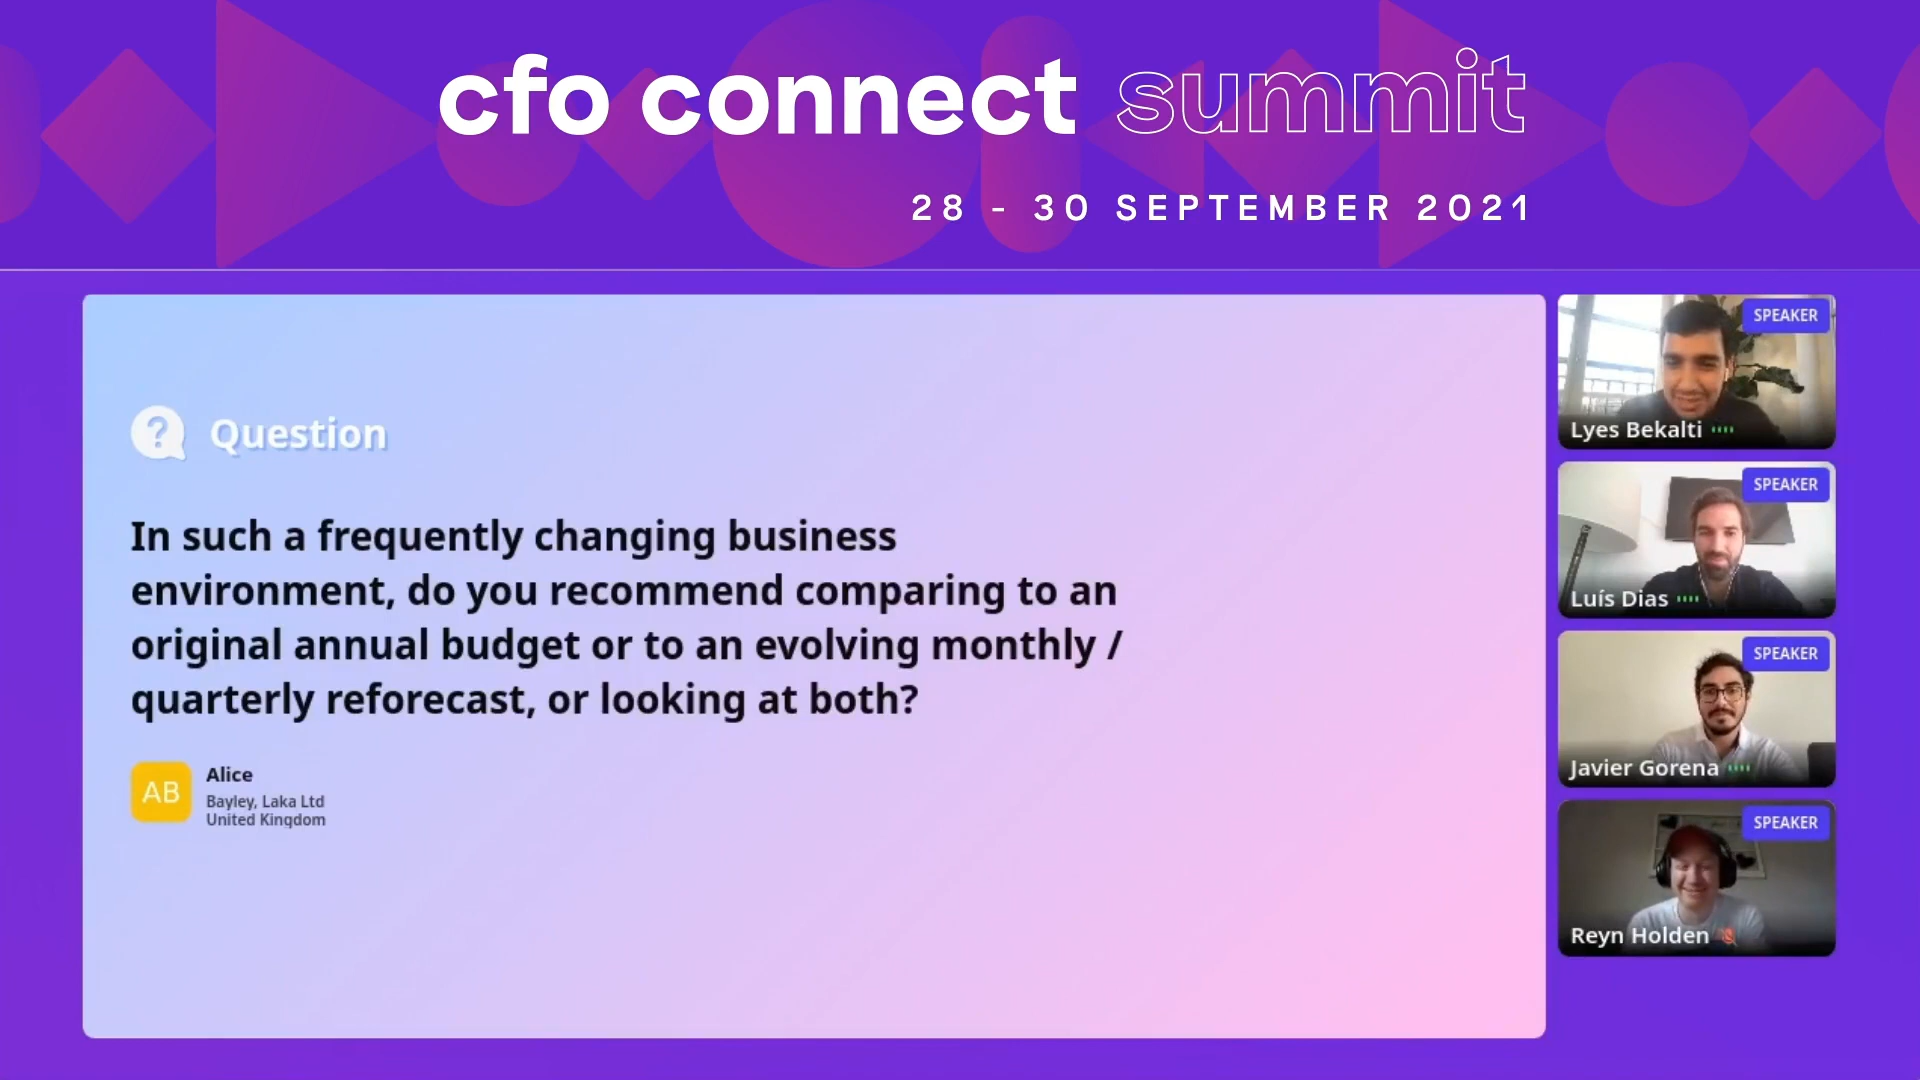 cfo connect summit
28 - 30 SEPTEMBER 2021
Question
In such a frequently changing business
environment, do you recommend comparing to an
original annual budget or to an evolving monthly /
quarterly reforecast, or looking at both?
AB
Alice
Bayley, Laka Ltd
United Kingdom
SPEAKER
Lyes Bekalti
SPEAKER
Luís Dias
SPEAKER
Javier Gorena
SPEAKER
Reyn Holden